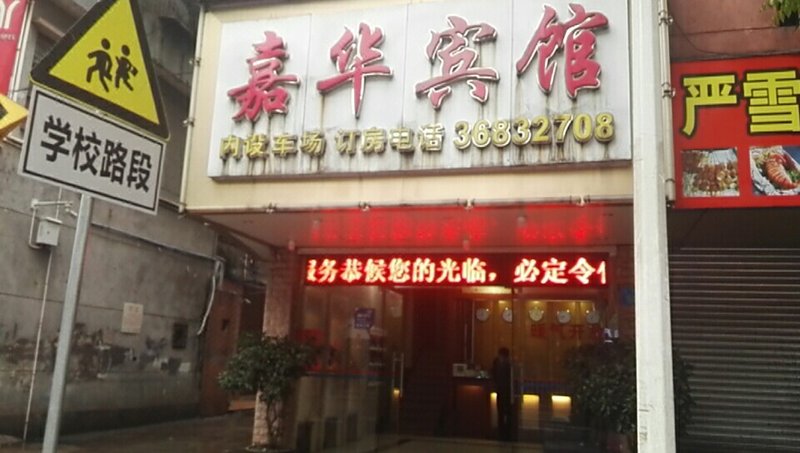 嘉华宾馆
内设车场 订房电话 36832708
学校路段
严雪
服务恭候您的光临，必定令